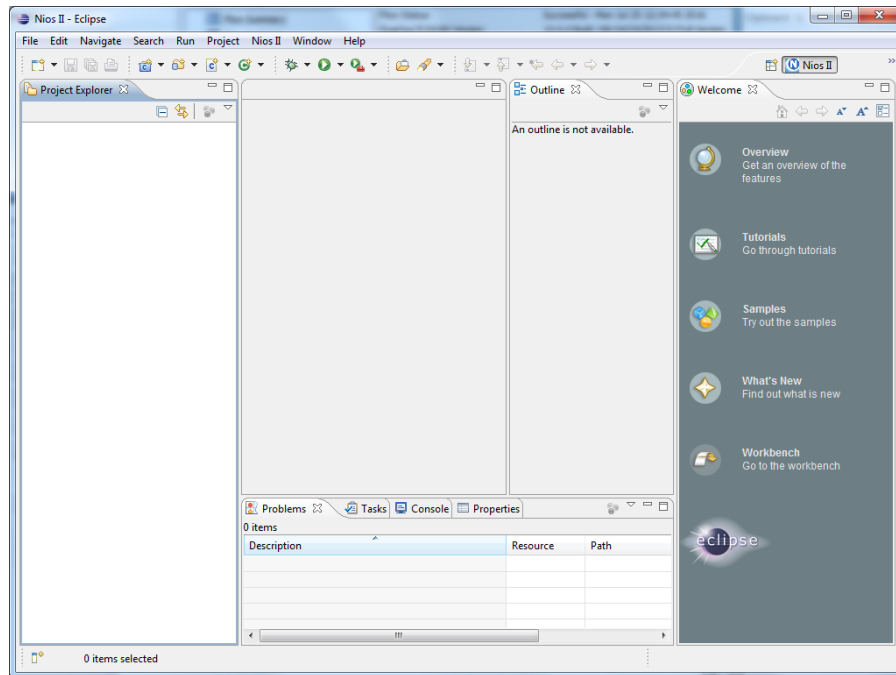 Nios II - Eclipse
File Edit Navigate Search Run Project Nios II Window Help
Nios II
Project Explorer
Outline
Welcome
An outline is not available.
Overview
Get an overview of the
features
Tutorials
Go through tutorials
Samples
Try out the samples
What's New
Find out what is new
Workbench
Go to the workbench
eclipse
Problems Tasks Console Properties
0 items
Description Resource Path
0 items selected